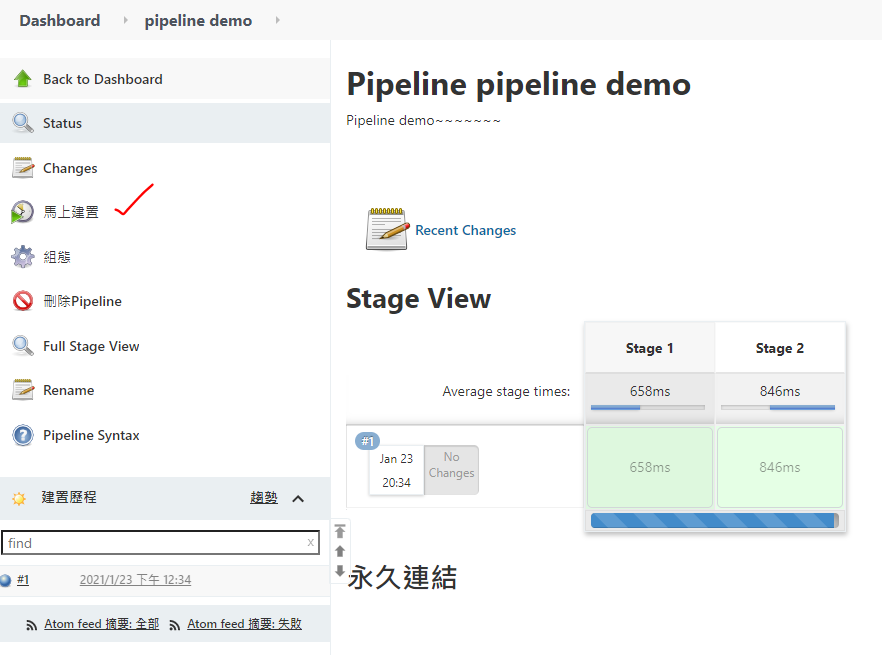 Dashboard pipeline demo
Back to Dashboard
Status
Changes
馬上建置
組態
刪除Pipeline
Full Stage View
Rename
Pipeline Syntax
建置歷程 趨勢
find x
#1 2021/1/23 下午 12:34
Atom feed 摘要: 全部 Atom feed 摘要: 失敗
Pipeline pipeline demo
Pipeline demo~~~~~~~
Recent Changes
Stage View
Stage 1 Stage 2
Average stage times: 658ms 846ms
#1
Jan 23
20:34
No
Changes
658ms 846ms
永久連結